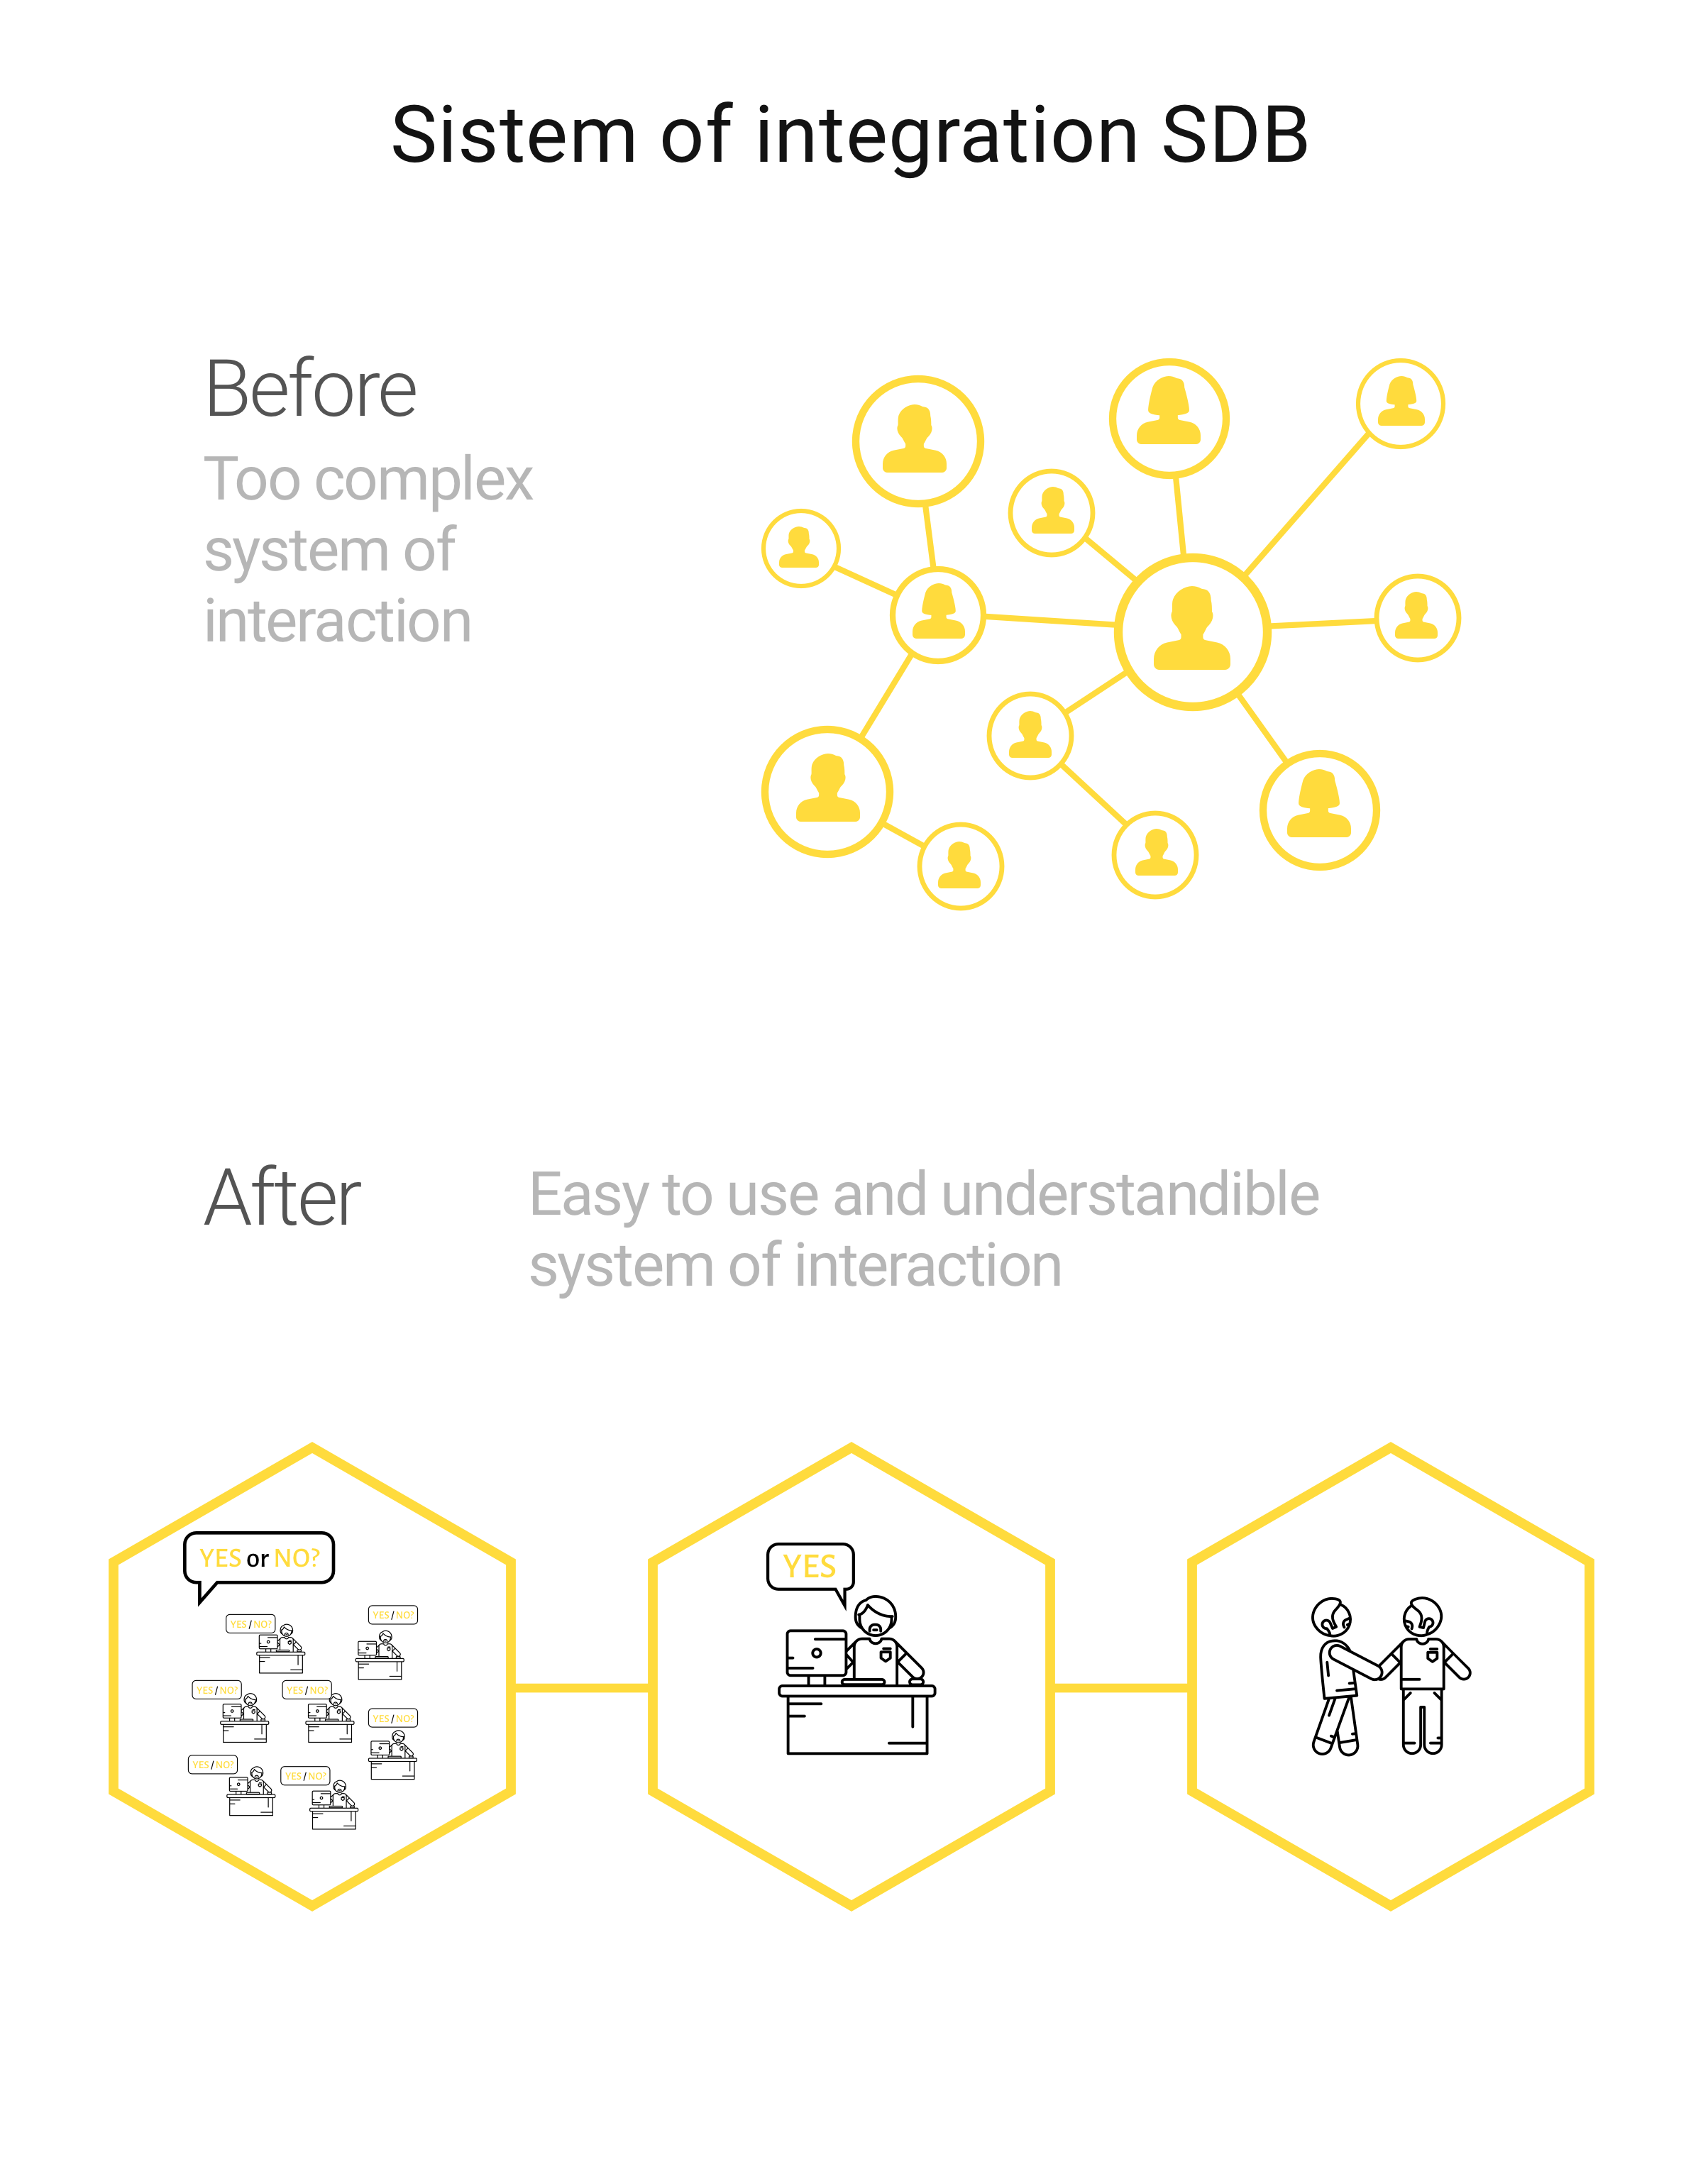 Sistem of integration SDB
Before
Too complex
system of
interaction
After
Easy to use and understandible
system of interaction
YES or NO?
YES/NO?
YES/NO?
YES/NO?
YES/NO?
YES/NO?
YES/NO?
YES/NO?
YES